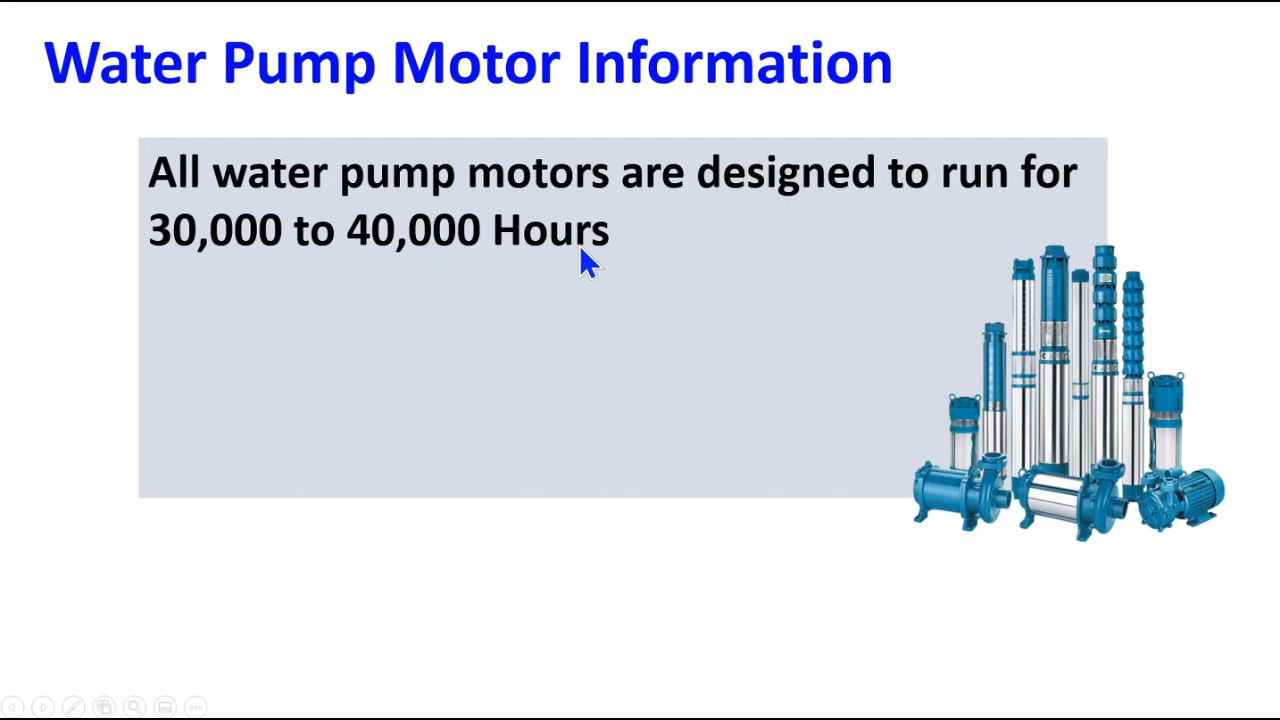 Water Pump Motor Information
All water pump motors are designed to run for
30,000 to 40,000 Hours